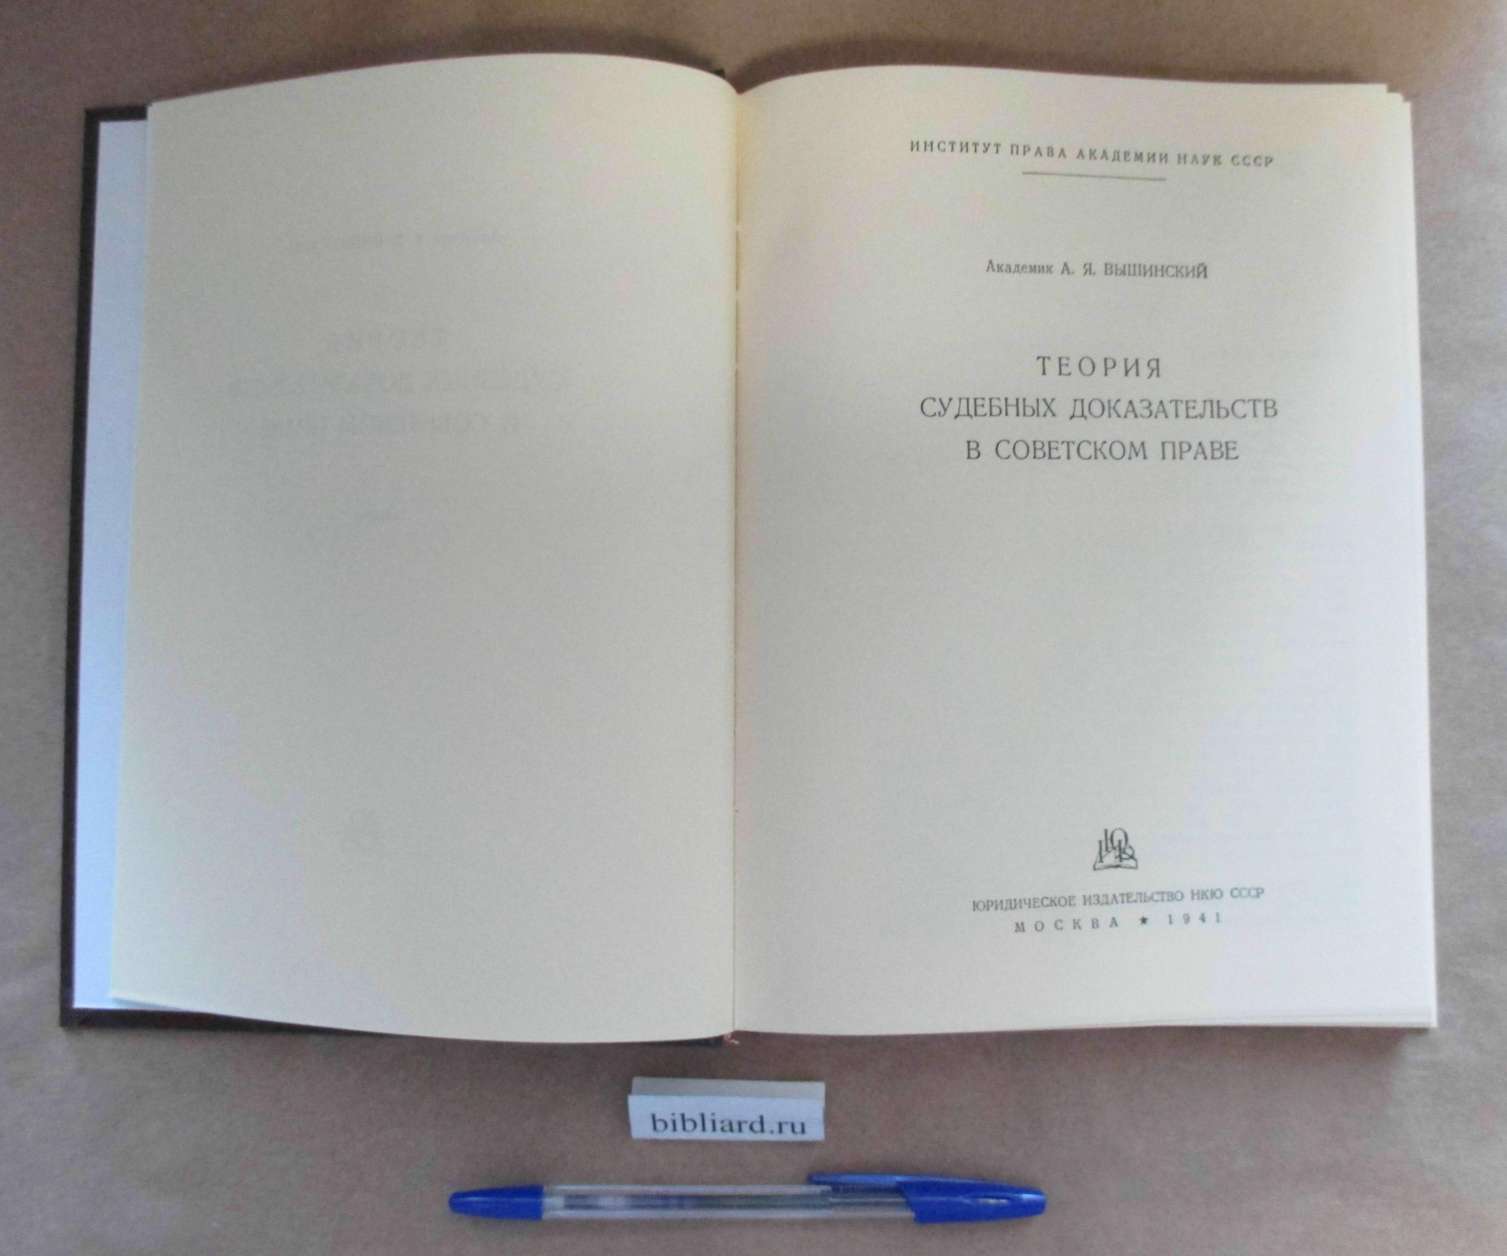 ИНСТИТУТ ПРАВА АКАДЕМИИ НАУК СССР
Академик А. Я. ВЫШИНСКИЙ
ТЕОРИЯ
СУДЕБНЫХ ДОКАЗАТЕЛЬСТВ
В СОВЕТСКОМ ПРАВЕ
ЮРИДИЧЕСКОЕ ИЗДАТЕЛЬСТВО НКЮ СССР
МОСКВА ★ 1941
bibliard.ru